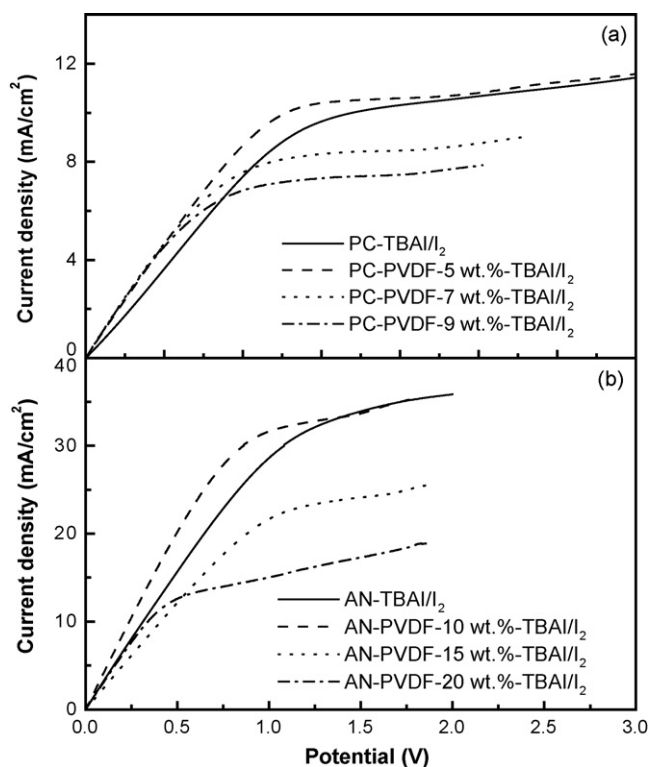 (a)
12
8
4
0
Current density (mA/cm²)
PC-TBAI/I₂
PC-PVDF-5 wt.%-TBAI/I₂
PC-PVDF-7 wt.%-TBAI/I₂
PC-PVDF-9 wt.%-TBAI/I₂
(b)
40
30
20
10
0
Current density (mA/cm²)
AN-TBAI/I₂
AN-PVDF-10 wt.%-TBAI/I₂
AN-PVDF-15 wt.%-TBAI/I₂
AN-PVDF-20 wt.%-TBAI/I₂
0.0 0.5 1.0 1.5 2.0 2.5 3.0
Potential (V)